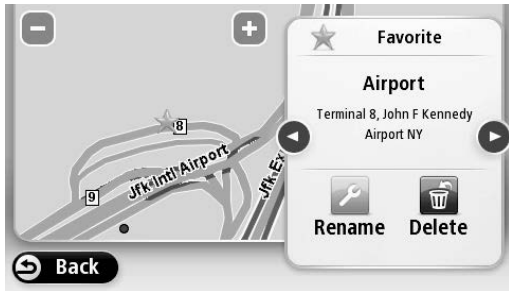 Favorite
Airport
Terminal 8, John F Kennedy
Airport NY
Rename
Delete
8
9
Jfk Intl Airport
Jfk Ex
Back